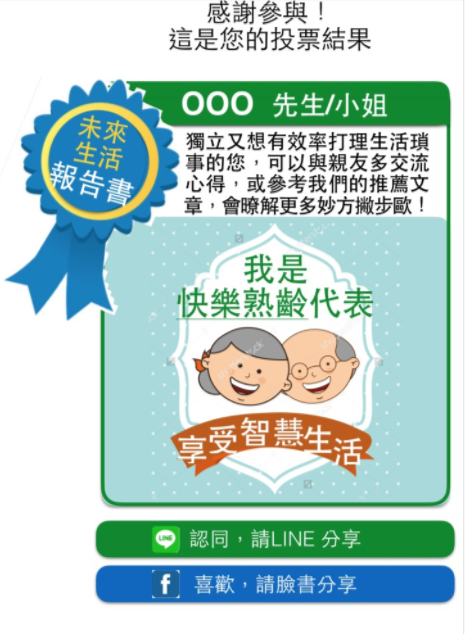 感謝參與！
這是您的投票結果
未來
生活
報告書
OOO 先生/小姐
獨立又想有效率打理生活瑣
事的您，可以與親友多交流
心得，或參考我們的推薦文
章，會瞭解更多妙方撇步歐！
我是
快樂熟齡代表
享受智慧生活
LINE
認同，請LINE 分享
f 喜歡，請臉書分享